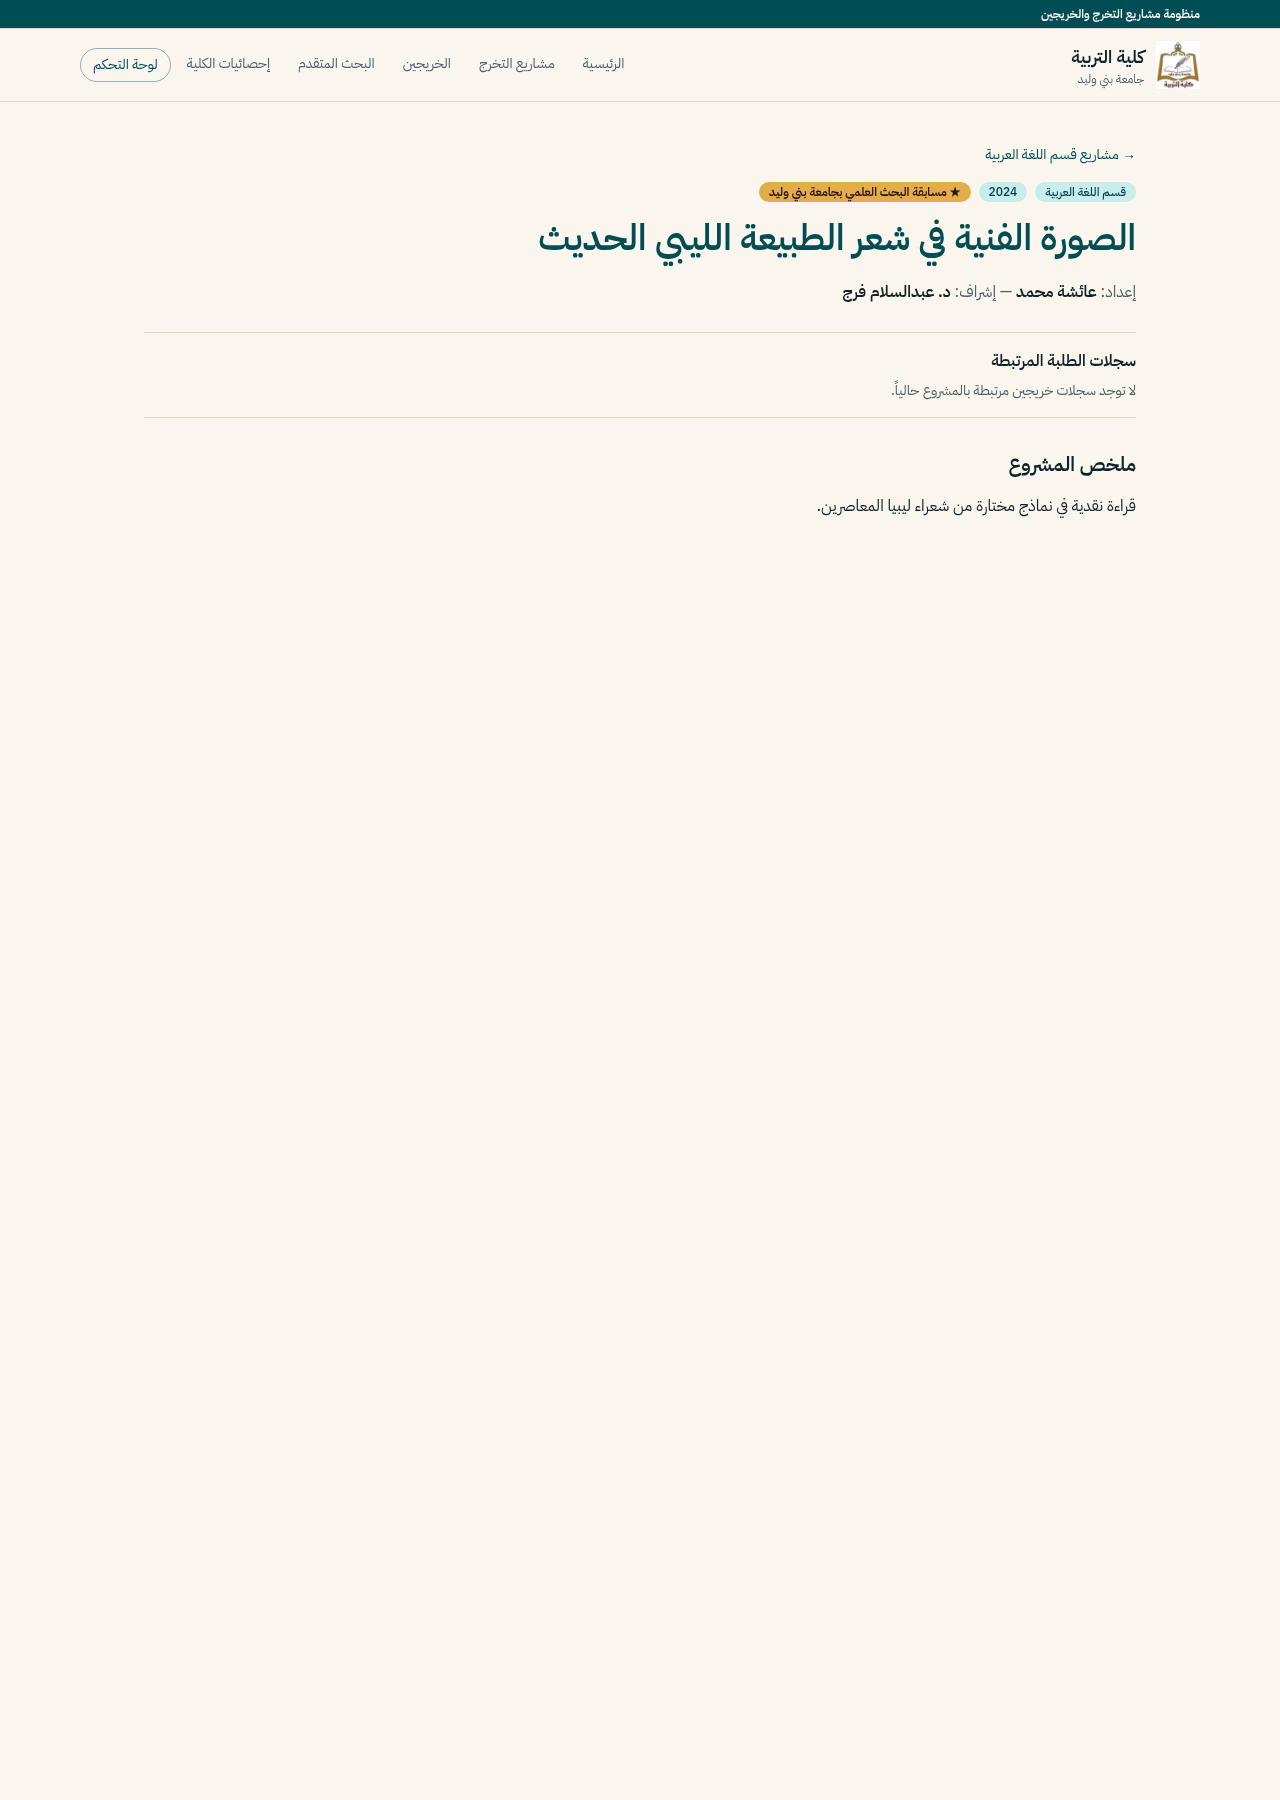 منظومة مشاريع التخرج والخريجين
كلية التربية
جامعة بني وليد
كلية التربية
الرئيسية
مشاريع التخرج
الخريجين
البحث المتقدم
إحصائيات الكلية
لوحة التحكم
→ مشاريع قسم اللغة العربية
قسم اللغة العربية
2024
★ مسابقة البحث العلمي بجامعة بني وليد
الصورة الفنية في شعر الطبيعة الليبي الحديث
إعداد: عائشة محمد — إشراف: د. عبدالسلام فرج
سجلات الطلبة المرتبطة
لا توجد سجلات خريجين مرتبطة بالمشروع حالياً.
ملخص المشروع
قراءة نقدية في نماذج مختارة من شعراء ليبيا المعاصرين.